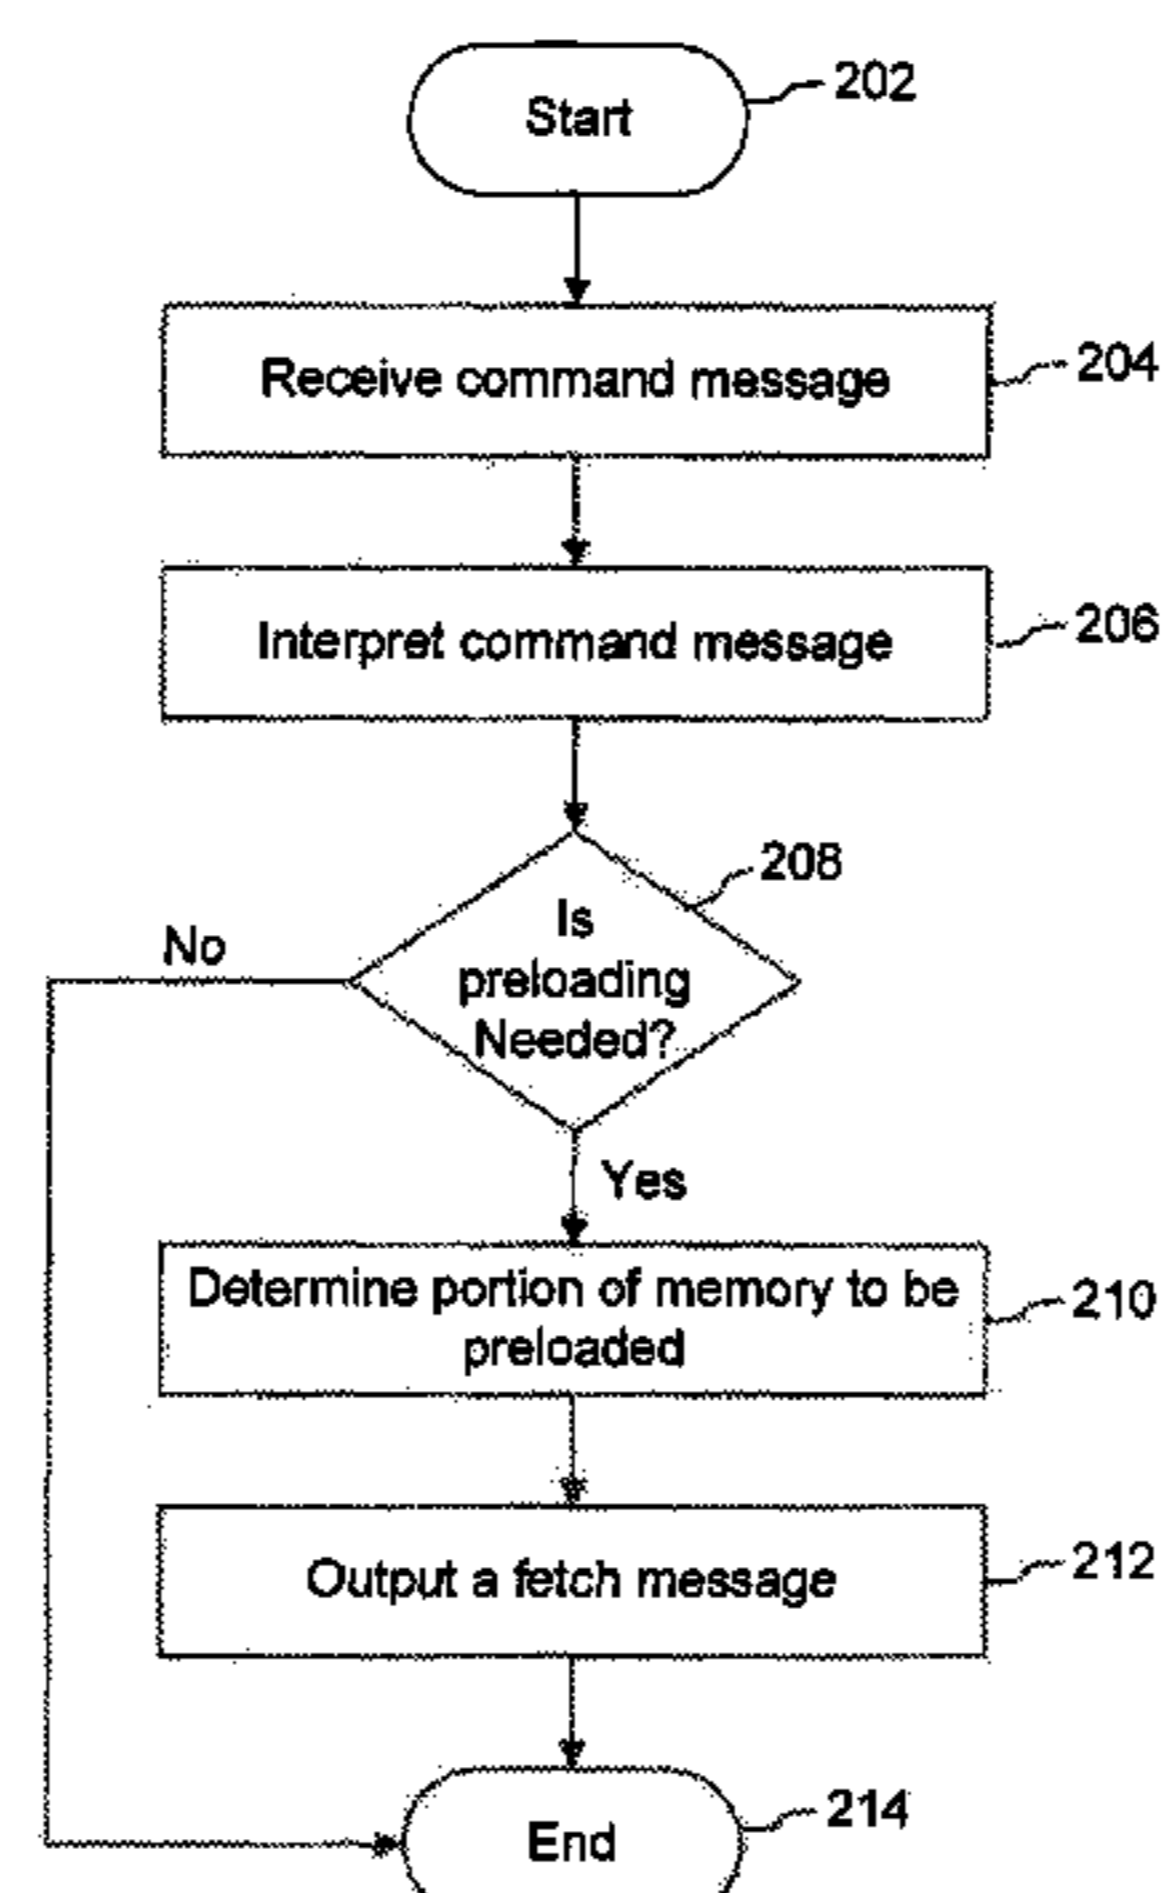 Start
202
Receive command message
204
Interpret command message
206
208
Is
preloading
Needed?
No
Yes
Determine portion of memory to be
preloaded
210
Output a fetch message
212
End
214